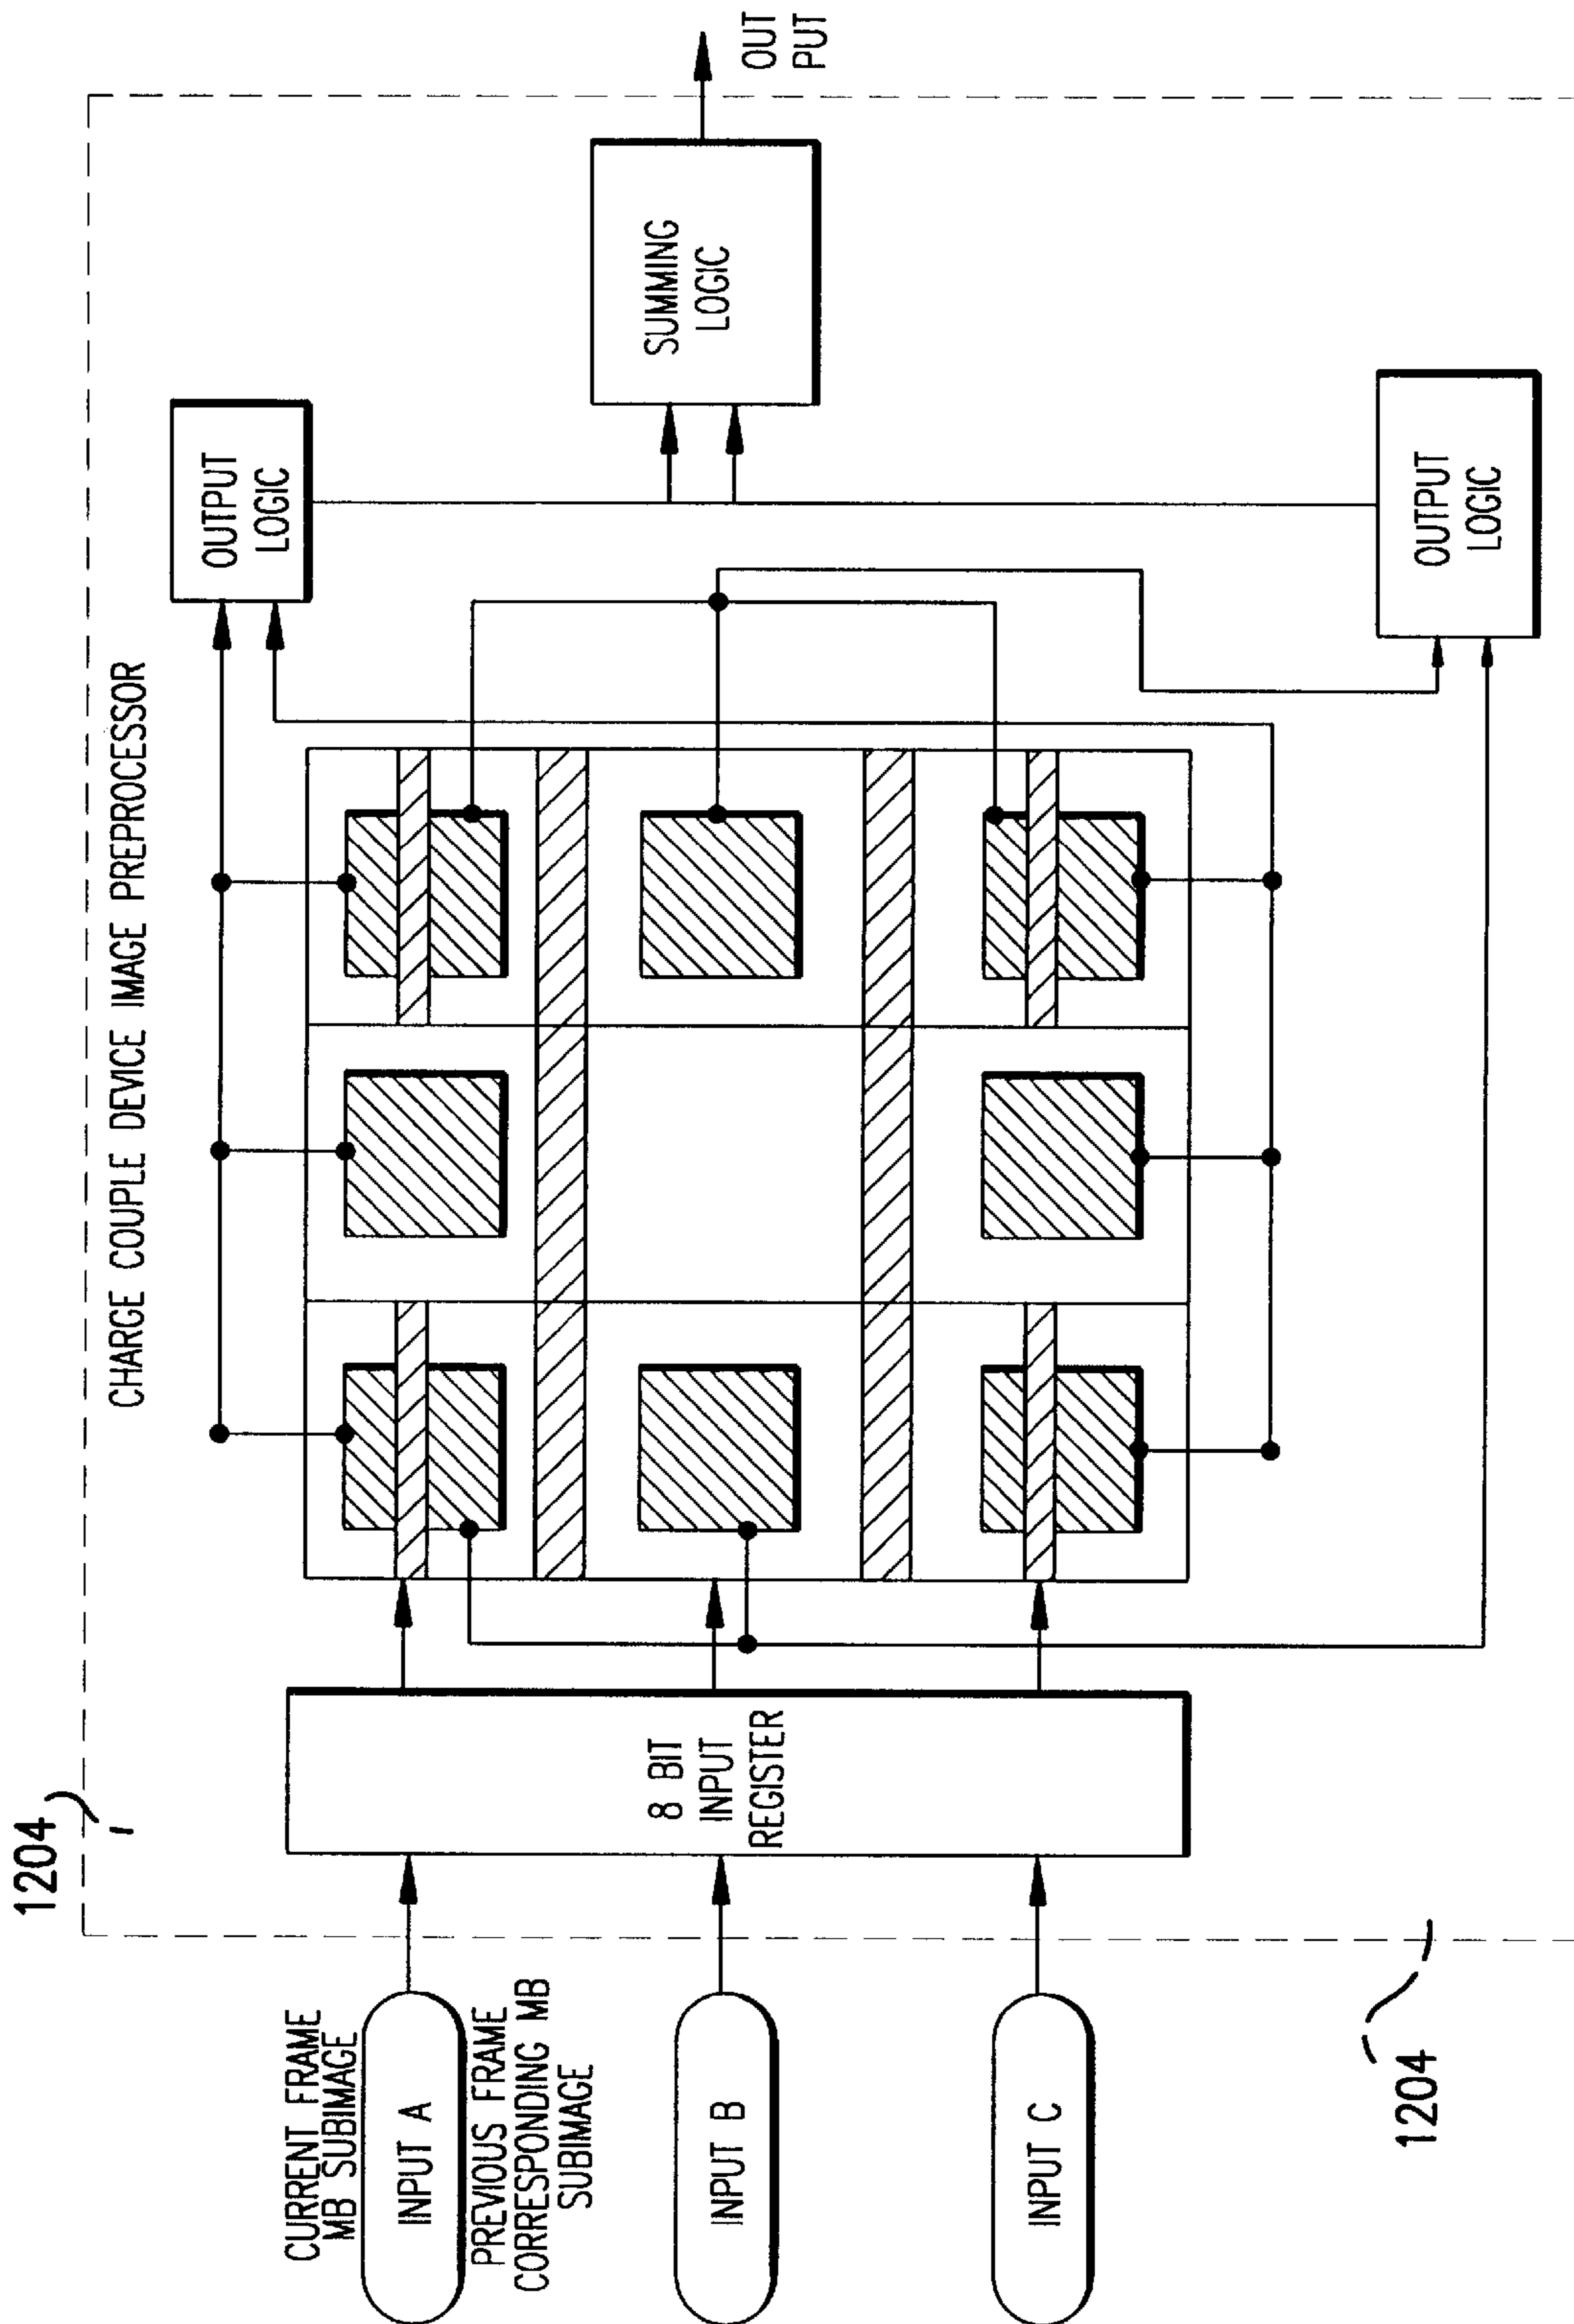 CHARGE COUPLE DEVICE IMAGE PREPROCESSOR
1204
CURRENT FRAME
MB SUBIMAGE
INPUT A
PREVIOUS FRAME
CORRESPONDING MB
SUBIMAGE
INPUT B
INPUT C
1204
8 BIT
INPUT
REGISTER
OUTPUT
LOGIC
OUTPUT
LOGIC
SUMMING
LOGIC
OUT
PUT